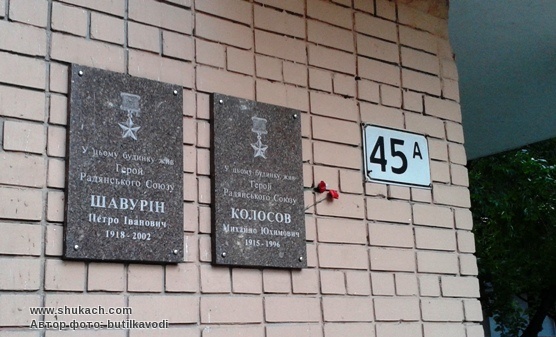 У цьому будинку жив
Герой
Радянського Союзу
ШАВУРІН
Петро Іванович
1918 - 2002
У цьому будинку жив
Герой
Радянського Союзу
КОЛОСОВ
Михайло Юхимович
1915 - 1996
45 А
www.shukach.com
Автор фото: butilkavodi